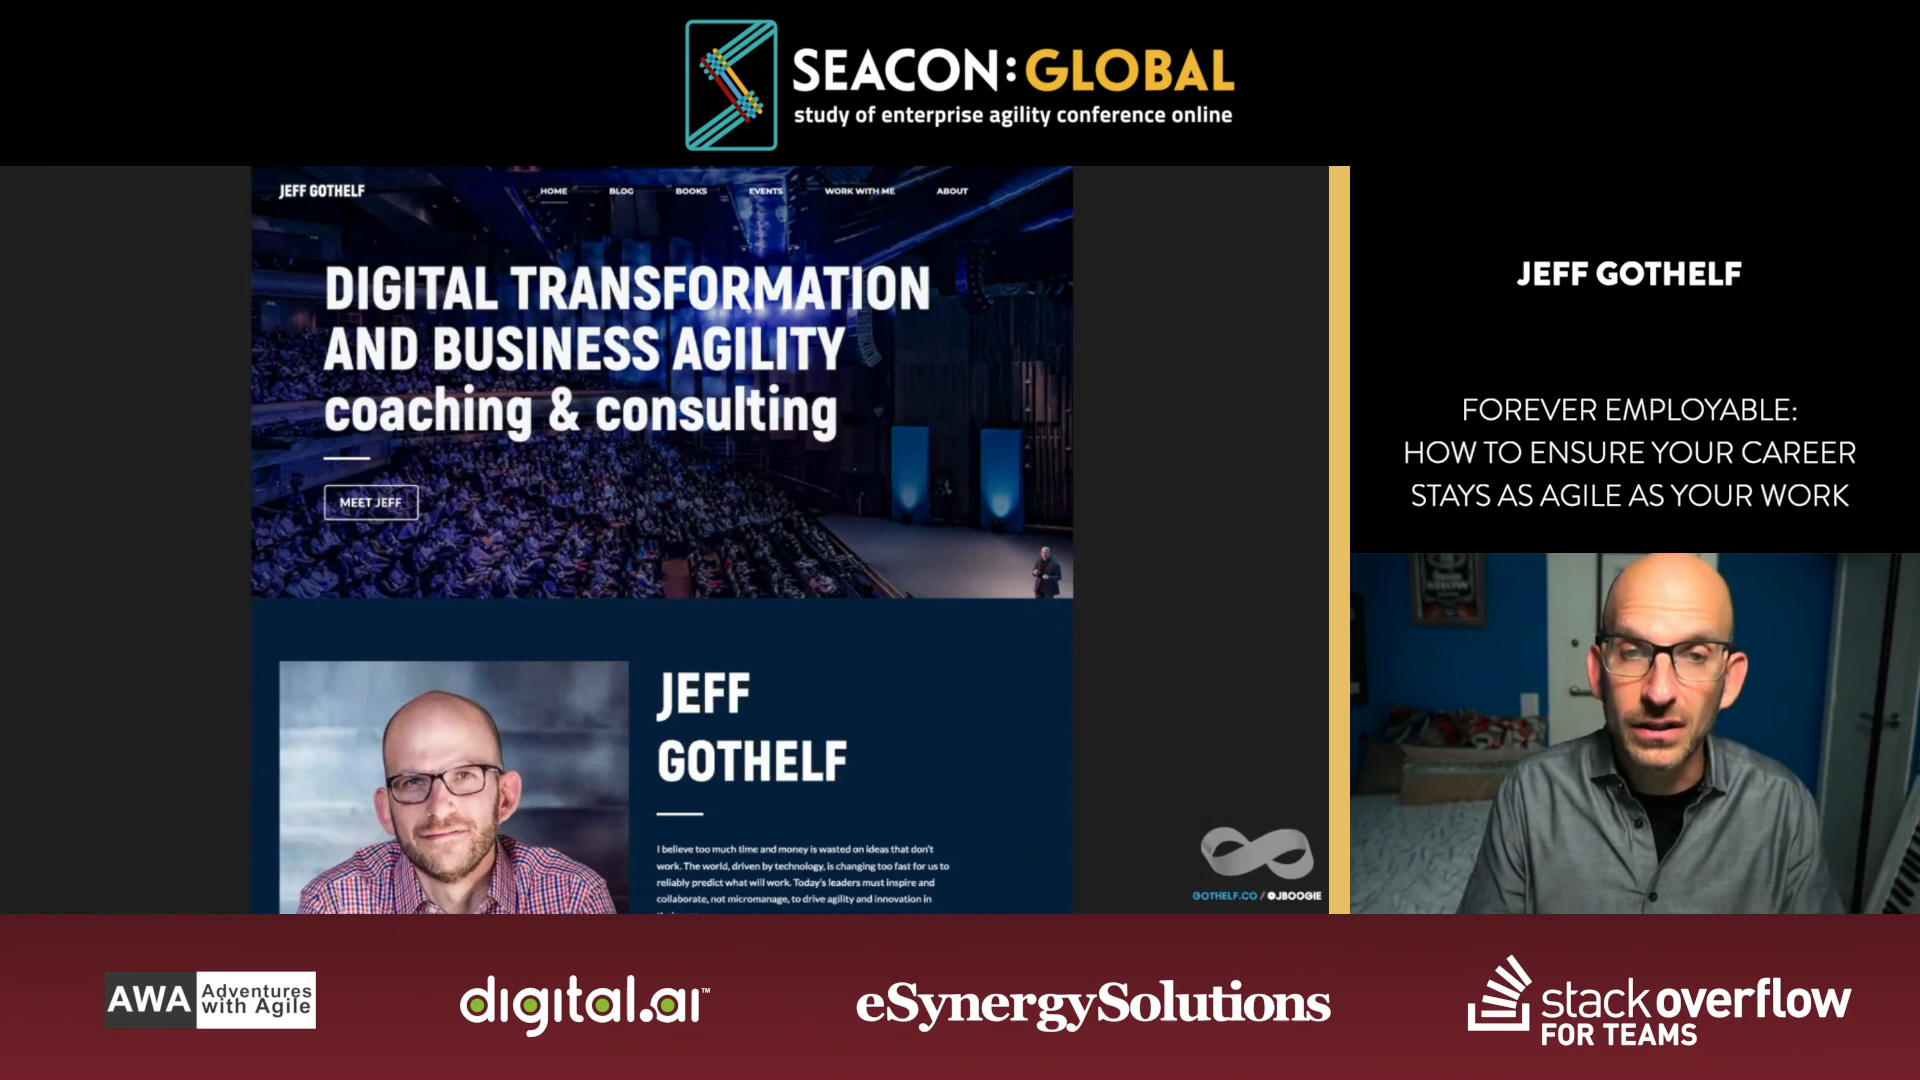 SEACON:GLOBAL
study of enterprise agility conference online
JEFF GOTHELF
HOME
BLOG
BOOKS
EVENTS
WORK WITH ME
ABOUT
DIGITAL TRANSFORMATION
AND BUSINESS AGILITY
coaching & consulting
MEET JEFF
JEFF
GOTHELF
I believe too much time and money is wasted on ideas that don't
work. The world, driven by technology, is changing too fast for us to
reliably predict what will work. Today's leaders must inspire and
collaborate, not micromanage, to drive agility and innovation in
GOTHELF.CO / @JBOOGIE
JEFF GOTHELF
FOREVER EMPLOYABLE:
HOW TO ENSURE YOUR CAREER
STAYS AS AGILE AS YOUR WORK
AWA Adventures
with Agile
digital.ai™
eSynergySolutions
stackoverflow
FOR TEAMS